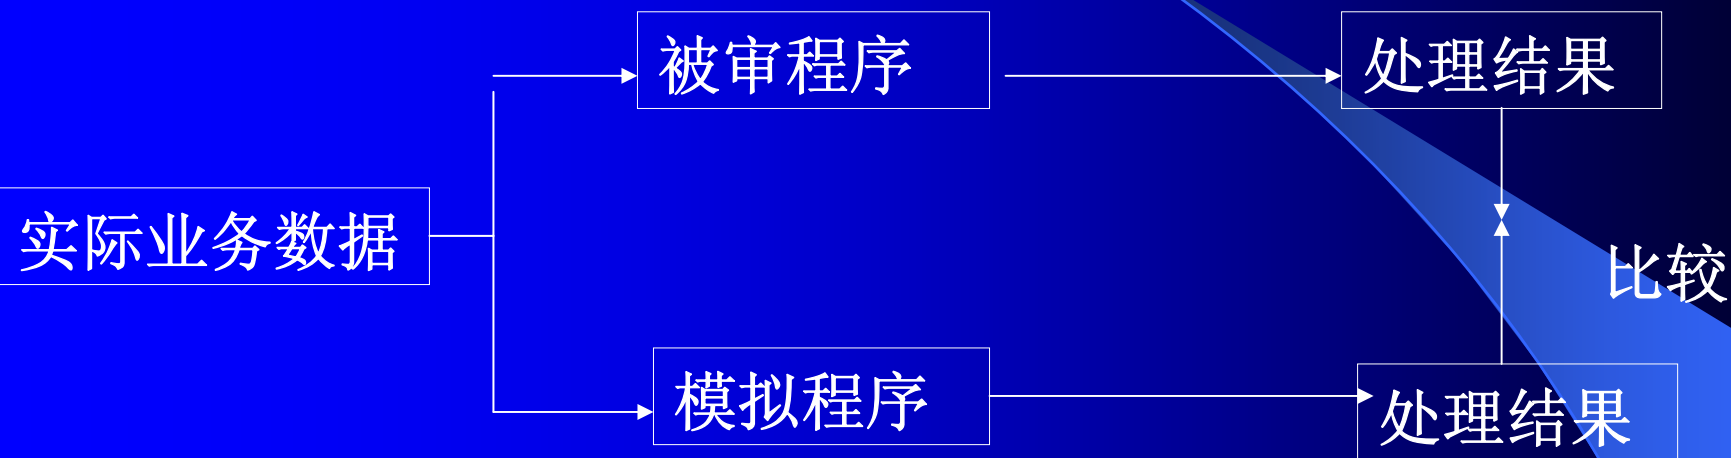 被审程序
处理结果
实际业务数据
比较
模拟程序
处理结果